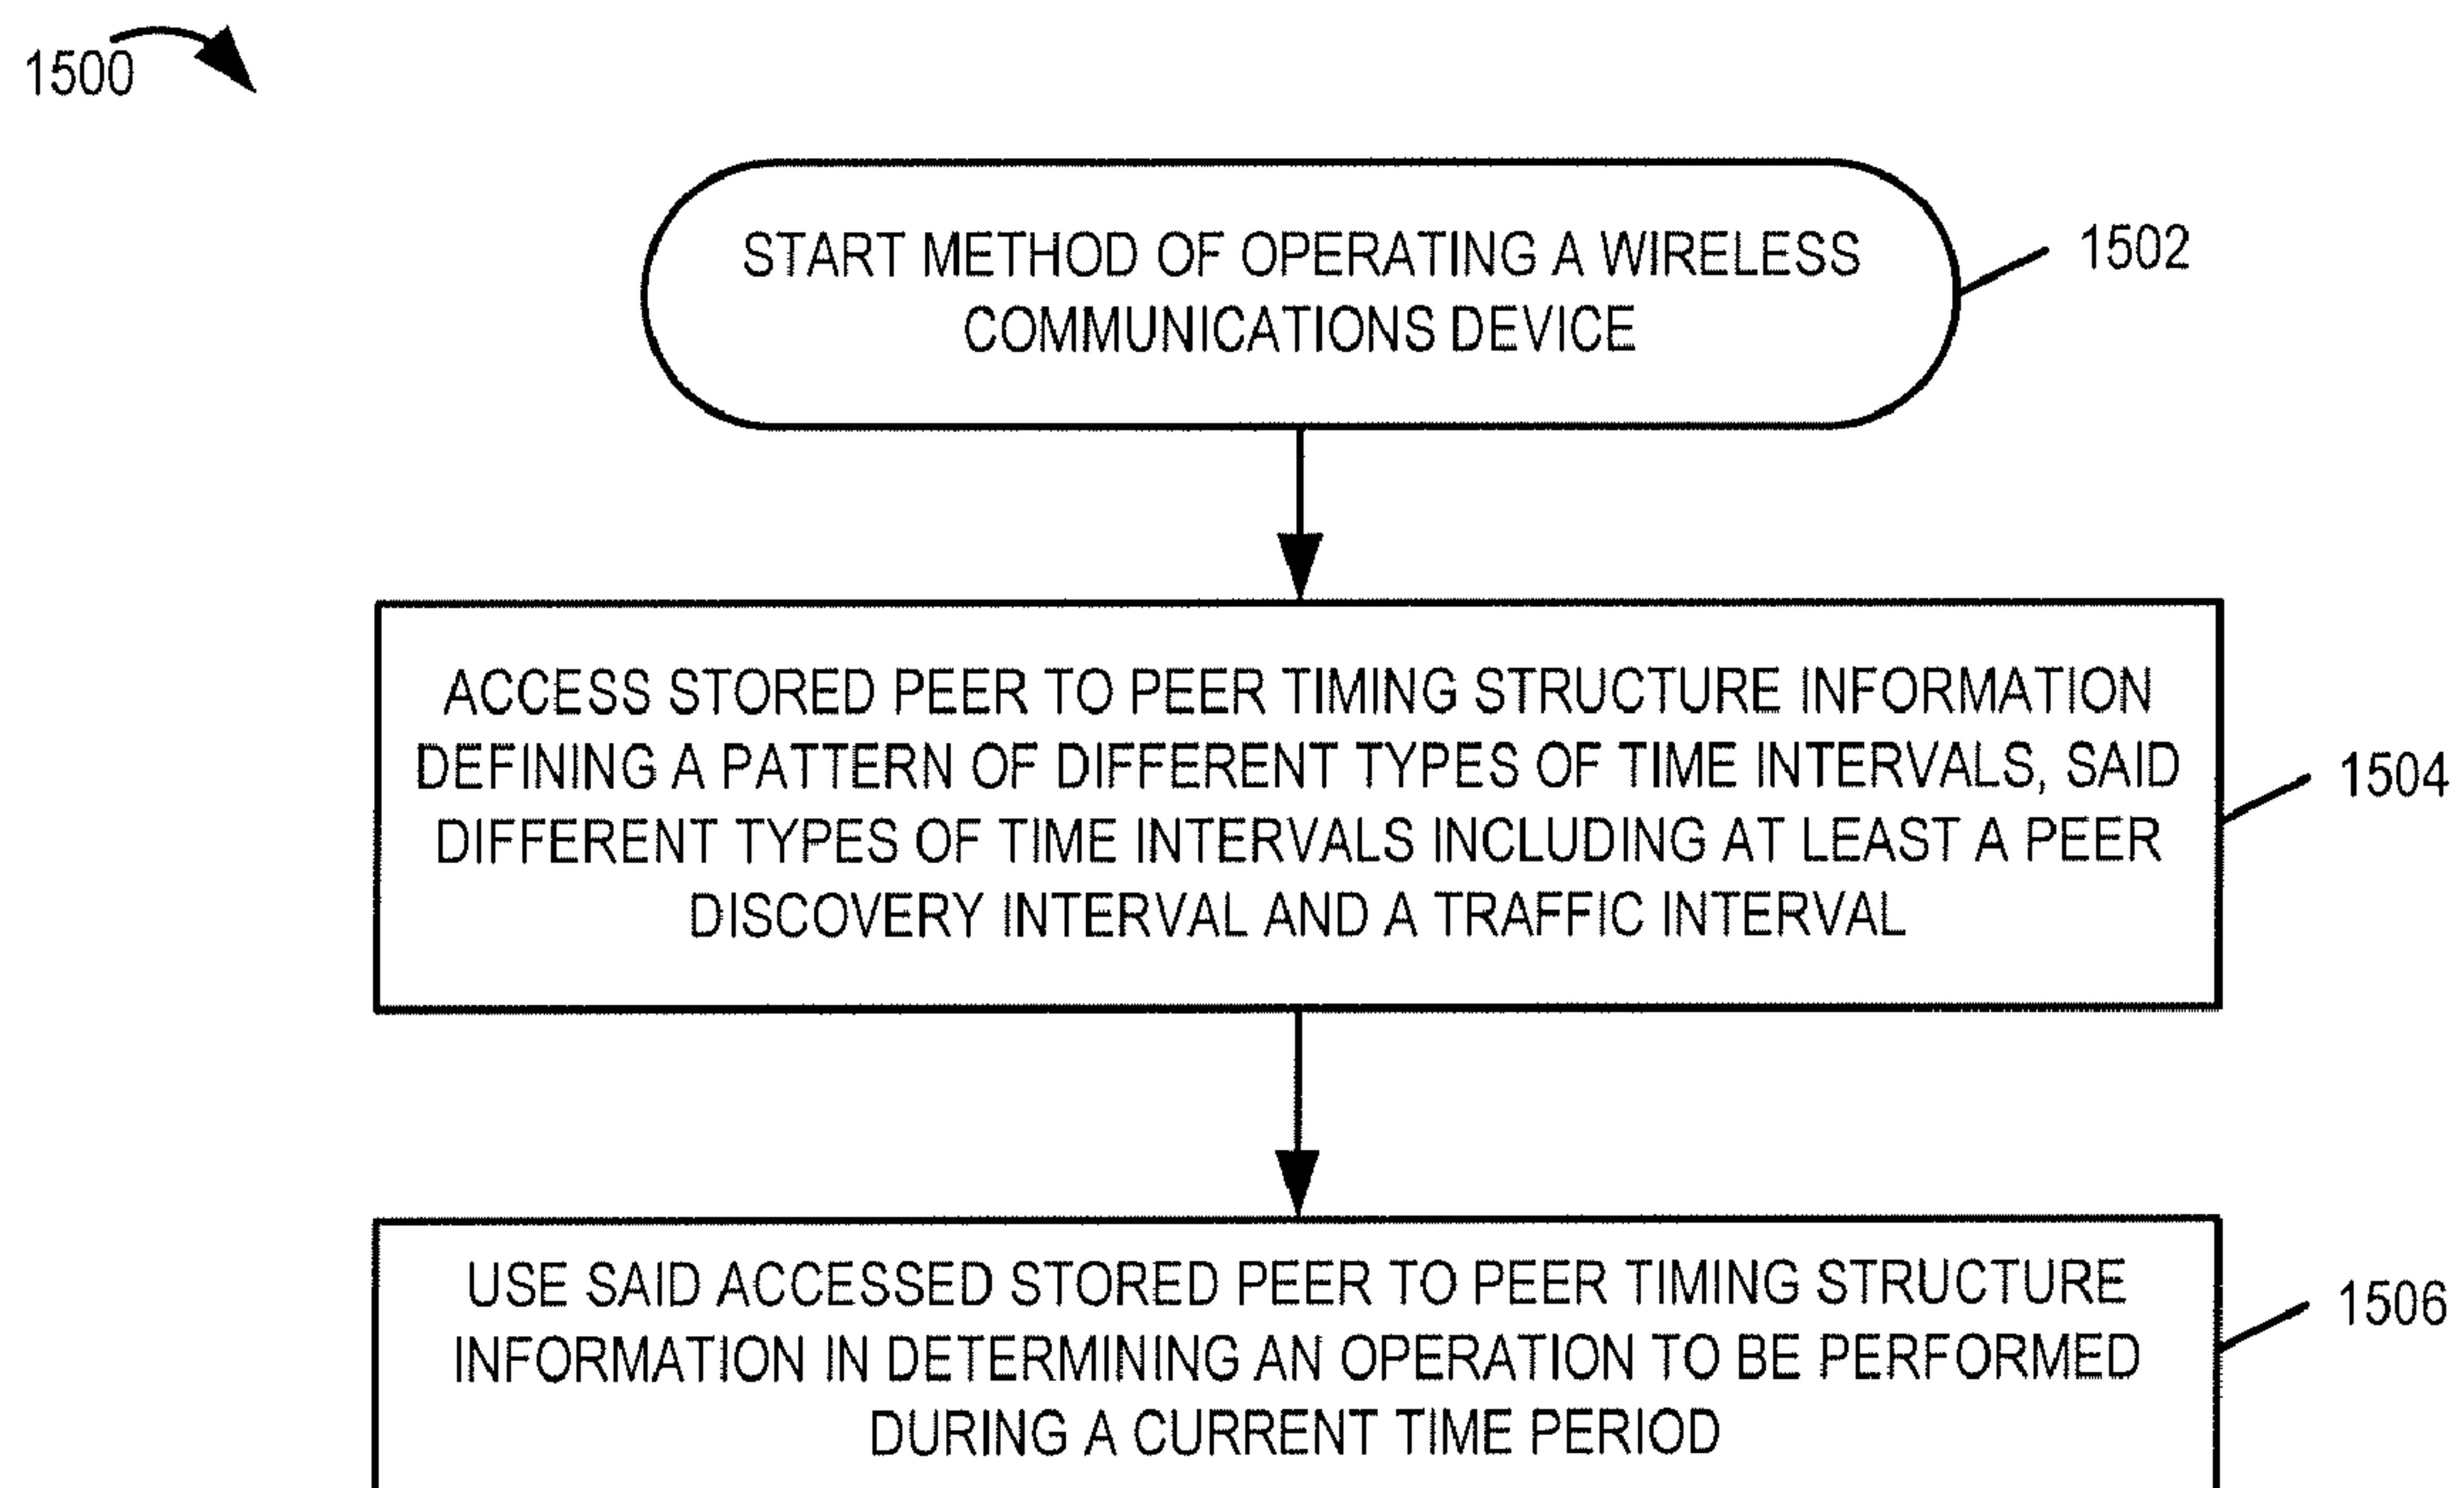 1500
START METHOD OF OPERATING A WIRELESS
COMMUNICATIONS DEVICE
1502
ACCESS STORED PEER TO PEER TIMING STRUCTURE INFORMATION
DEFINING A PATTERN OF DIFFERENT TYPES OF TIME INTERVALS, SAID
DIFFERENT TYPES OF TIME INTERVALS INCLUDING AT LEAST A PEER
DISCOVERY INTERVAL AND A TRAFFIC INTERVAL
1504
USE SAID ACCESSED STORED PEER TO PEER TIMING STRUCTURE
INFORMATION IN DETERMINING AN OPERATION TO BE PERFORMED
DURING A CURRENT TIME PERIOD
1506